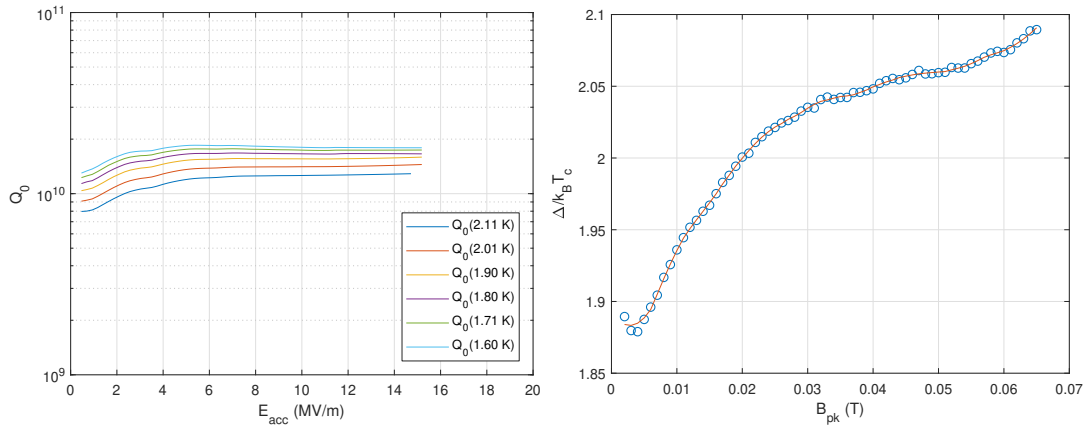 10^11
10^10
10^9
Q_0
0 2 4 6 8 10 12 14 16 18 20
E_acc (MV/m)
Q_0(2.11 K)
Q_0(2.01 K)
Q_0(1.90 K)
Q_0(1.80 K)
Q_0(1.71 K)
Q_0(1.60 K)
2.1
2.05
2
1.95
1.9
1.85
Δ/k_B T_c
0 0.01 0.02 0.03 0.04 0.05 0.06 0.07
B_pk (T)